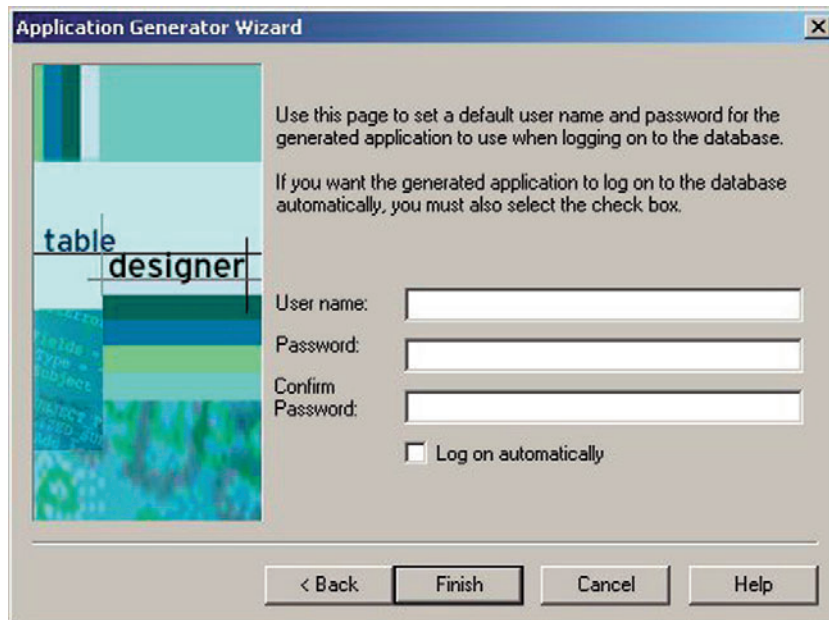 Application Generator Wizard
Use this page to set a default user name and password for the
generated application to use when logging on to the database.
If you want the generated application to log on to the database
automatically, you must also select the check box.
table
designer
User name:
Password:
Confirm
Password:
Log on automatically
< Back
Finish
Cancel
Help